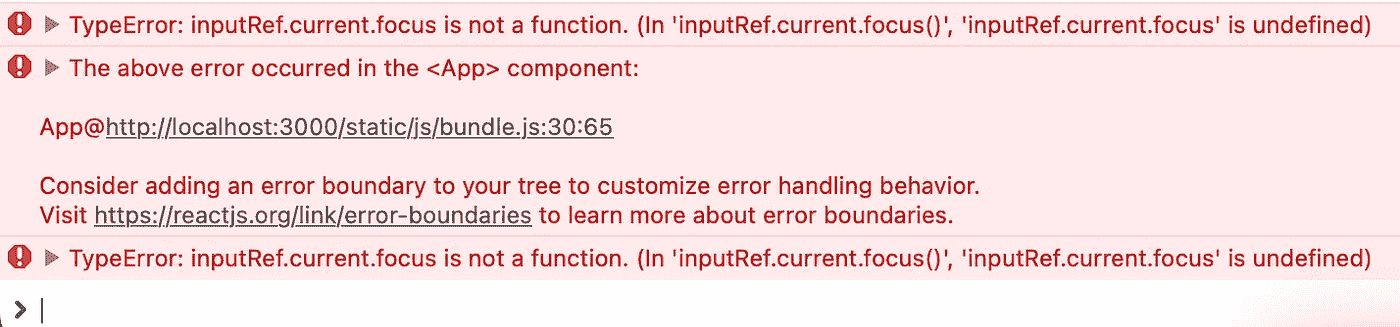 TypeError: inputRef.current.focus is not a function. (In 'inputRef.current.focus()', 'inputRef.current.focus' is undefined)
The above error occurred in the <App> component:
App@http://localhost:3000/static/js/bundle.js:30:65
Consider adding an error boundary to your tree to customize error handling behavior.
Visit https://reactjs.org/link/error-boundaries to learn more about error boundaries.
TypeError: inputRef.current.focus is not a function. (In 'inputRef.current.focus()', 'inputRef.current.focus' is undefined)